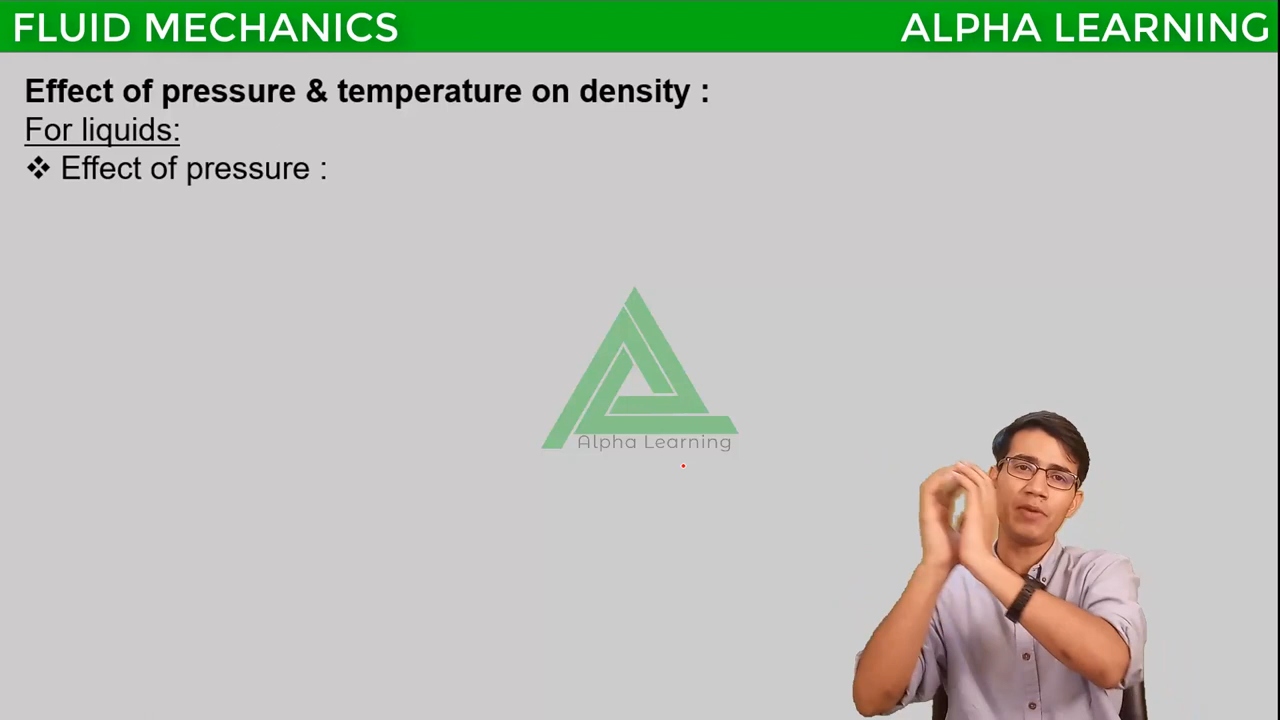 FLUID MECHANICS
ALPHA LEARNING
Effect of pressure & temperature on density :
For liquids:
❖ Effect of pressure :
Alpha Learning